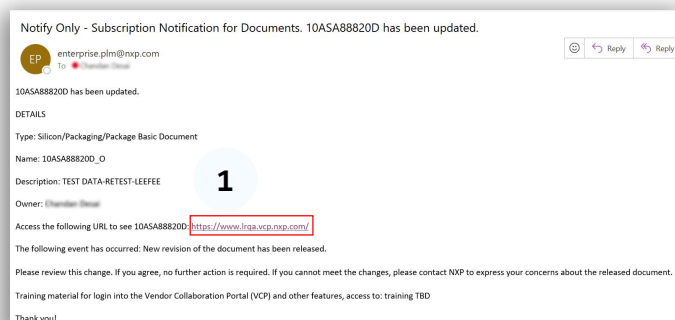 Notify Only - Subscription Notification for Documents. 10ASA88820D has been updated.
EP
enterprise.plm@nxp.com
To
Reply
Reply
10ASA88820D has been updated.
DETAILS
Type: Silicon/Packaging/Package Basic Document
Name: 10ASA88820D_O
Description: TEST DATA-RETEST-LEEFEE
1
Owner:
Access the following URL to see 10ASA88820D: https://www.lrqa.vcp.nxp.com/
The following event has occurred: New revision of the document has been released.
Please review this change. If you agree, no further action is required. If you cannot meet the changes, please contact NXP to express your concerns about the released document.
Training material for login into the Vendor Collaboration Portal (VCP) and other features, access to: training TBD
Thank you!